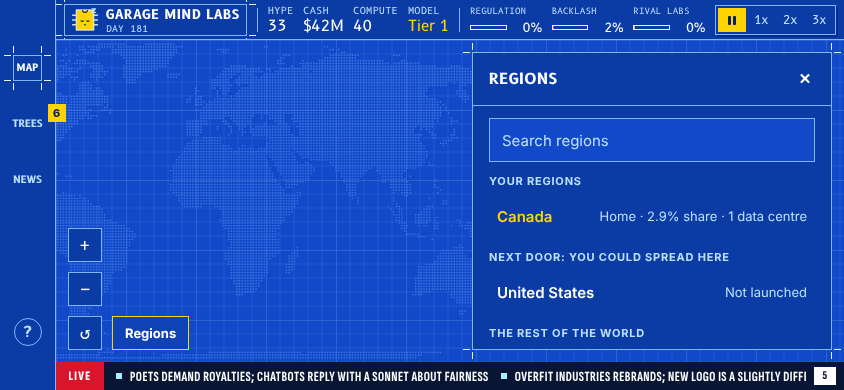 GARAGE MIND LABS
DAY 181
HYPE
33
CASH
$42M
COMPUTE
40
MODEL
Tier 1
REGULATION
0%
BACKLASH
2%
RIVAL LABS
0%
1x
2x
3x
MAP
6
TREES
NEWS
?
+
−
↺
Regions
REGIONS
×
Search regions
YOUR REGIONS
Canada Home · 2.9% share · 1 data centre
NEXT DOOR: YOU COULD SPREAD HERE
United States Not launched
THE REST OF THE WORLD
LIVE
POETS DEMAND ROYALTIES; CHATBOTS REPLY WITH A SONNET ABOUT FAIRNESS
OVERFIT INDUSTRIES REBRANDS; NEW LOGO IS A SLIGHTLY DIFFI
5